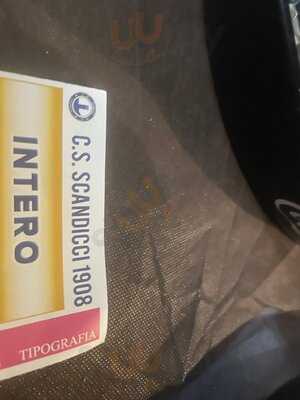 C.S. SCANDICCI 1908
INTERO
TIPOGRAFIA